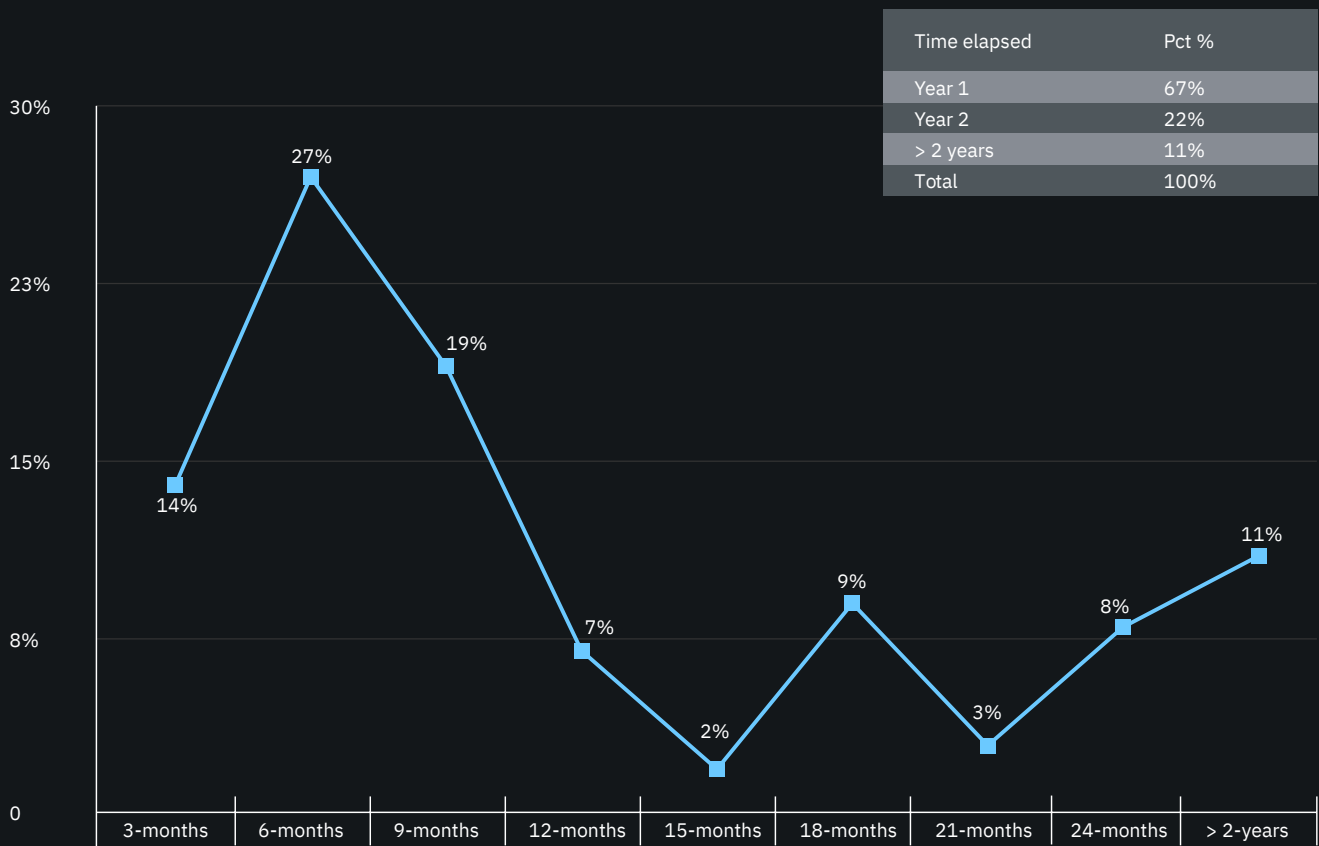 Time elapsed Pct %
Year 1 67%
Year 2 22%
> 2 years 11%
Total 100%
30%
23%
15%
8%
0
14%
27%
19%
7%
2%
9%
3%
8%
11%
3-months 6-months 9-months 12-months 15-months 18-months 21-months 24-months > 2-years